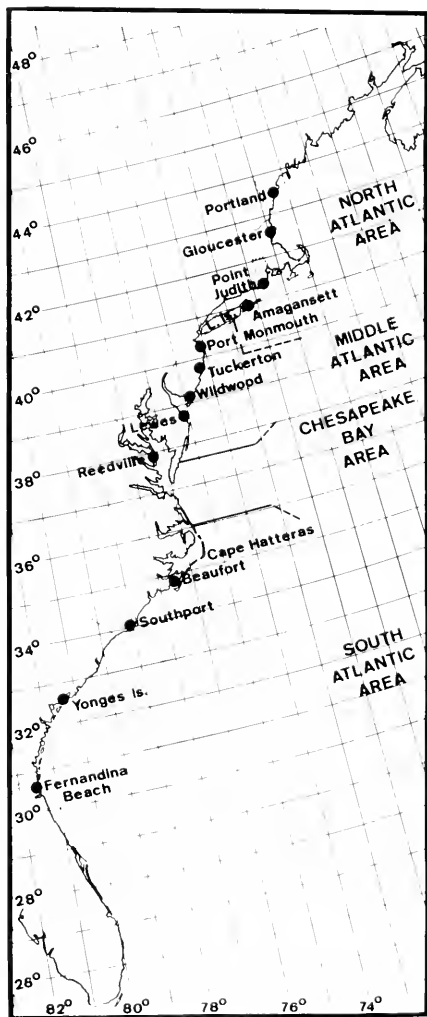 48°
46°
44°
42°
40°
38°
36°
34°
32°
30°
28°
26°
82°
80°
78°
76°
74°
Portland
Gloucester
Point
Judith
Amagansett
Port Monmouth
Tuckerton
Wildwood
Lewes
Reedville
Cape Hatteras
Beaufort
Southport
Yonges Is.
Fernandina
Beach
NORTH
ATLANTIC
AREA
MIDDLE
ATLANTIC
AREA
CHESAPEAKE
BAY
AREA
SOUTH
ATLANTIC
AREA